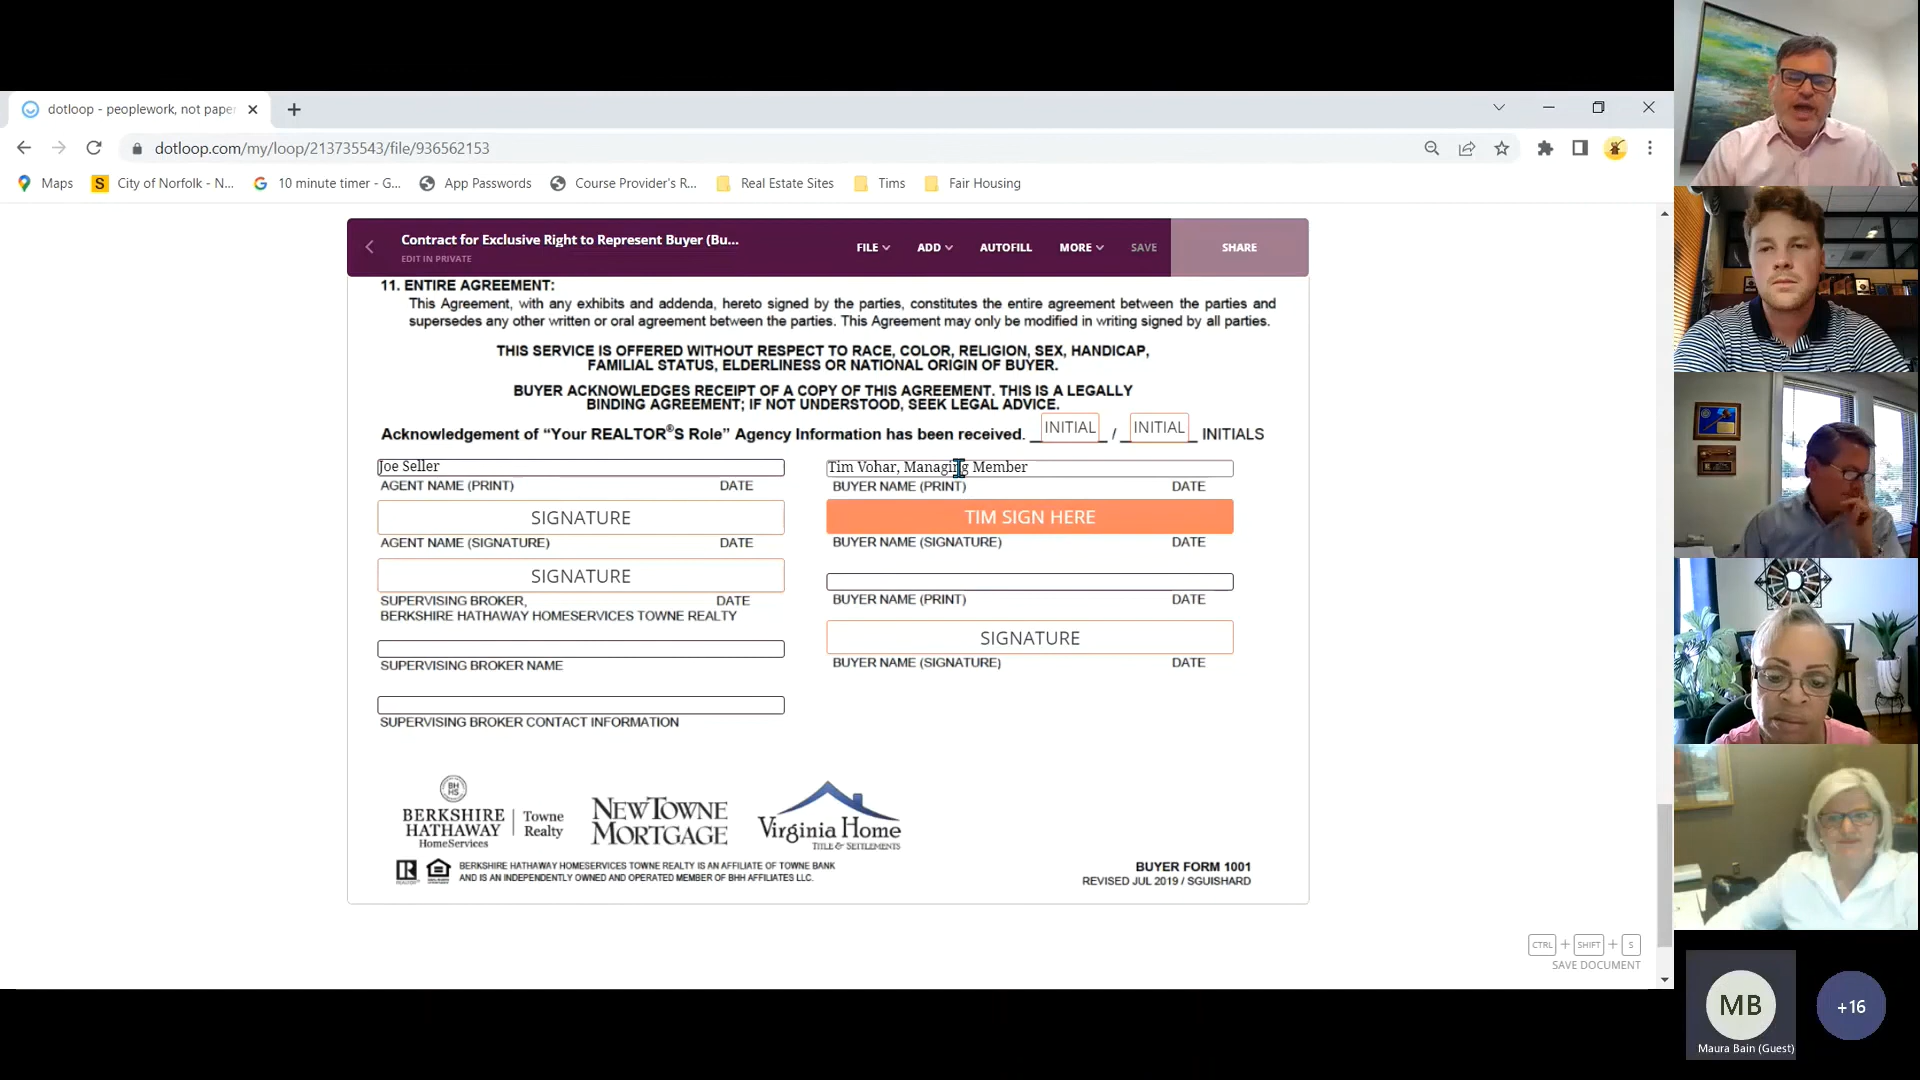 dotloop - peoplework, not pape
dotloop.com/my/loop/213735543/file/936562153
Maps
S
City of Norfolk - N...
10 minute timer - G...
App Passwords
Course Provider's R...
Real Estate Sites
Tims
Fair Housing
Contract for Exclusive Right to Represent Buyer (Bu...
EDIT IN PRIVATE
FILE
ADD
AUTOFILL
MORE
SAVE
SHARE
11. ENTIRE AGREEMENT:
This Agreement, with any exhibits and addenda, hereto signed by the parties, constitutes the entire agreement between the parties and
supersedes any other written or oral agreement between the parties. This Agreement may only be modified in writing signed by all parties.
THIS SERVICE IS OFFERED WITHOUT RESPECT TO RACE, COLOR, RELIGION, SEX, HANDICAP,
FAMILIAL STATUS, ELDERLINESS OR NATIONAL ORIGIN OF BUYER.
BUYER ACKNOWLEDGES RECEIPT OF A COPY OF THIS AGREEMENT. THIS IS A LEGALLY
BINDING AGREEMENT; IF NOT UNDERSTOOD, SEEK LEGAL ADVICE.
Acknowledgement of “Your REALTOR®S Role” Agency Information has been received. INITIAL / INITIAL INITIALS
Joe Seller
AGENT NAME (PRINT) DATE
SIGNATURE
AGENT NAME (SIGNATURE) DATE
SIGNATURE
SUPERVISING BROKER, DATE
BERKSHIRE HATHAWAY HOMESERVICES TOWNE REALTY
SUPERVISING BROKER NAME
SUPERVISING BROKER CONTACT INFORMATION
Tim Vohar, Managing Member
BUYER NAME (PRINT) DATE
TIM SIGN HERE
BUYER NAME (SIGNATURE) DATE
BUYER NAME (PRINT) DATE
SIGNATURE
BUYER NAME (SIGNATURE) DATE
BH
HS
BERKSHIRE
HATHAWAY
HomeServices
Towne
Realty
NEWTOWNE
MORTGAGE
Virginia Home
TITLE & SETTLEMENTS
BERKSHIRE HATHAWAY HOMESERVICES TOWNE REALTY IS AN AFFILIATE OF TOWNE BANK
AND IS AN INDEPENDENTLY OWNED AND OPERATED MEMBER OF BHH AFFILIATES LLC.
BUYER FORM 1001
REVISED JUL 2019 / SGUISHARD
CTRL + SHIFT + S
SAVE DOCUMENT
MB
Maura Bain (Guest)
+16